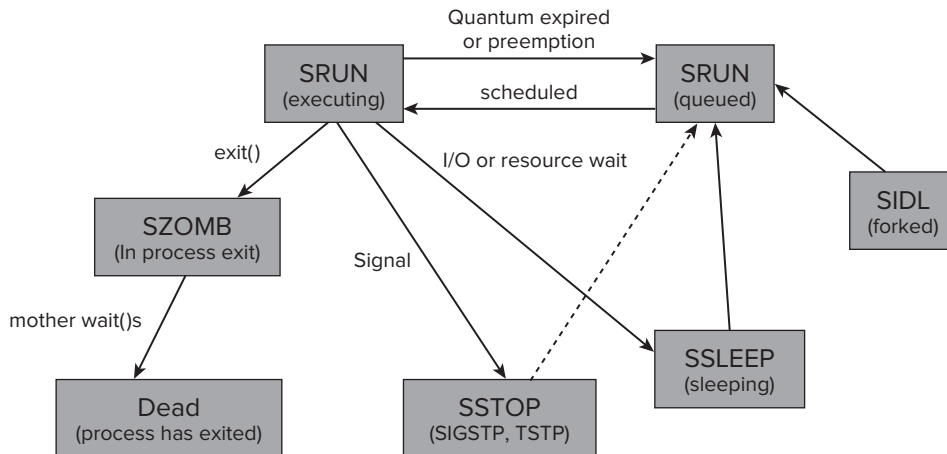 Quantum expired
or preemption
SRUN
(executing)
scheduled
SRUN
(queued)
exit()
I/O or resource wait
SIDL
(forked)
SZOMB
(In process exit)
Signal
mother wait()s
SSLEEP
(sleeping)
Dead
(process has exited)
SSTOP
(SIGSTP, TSTP)